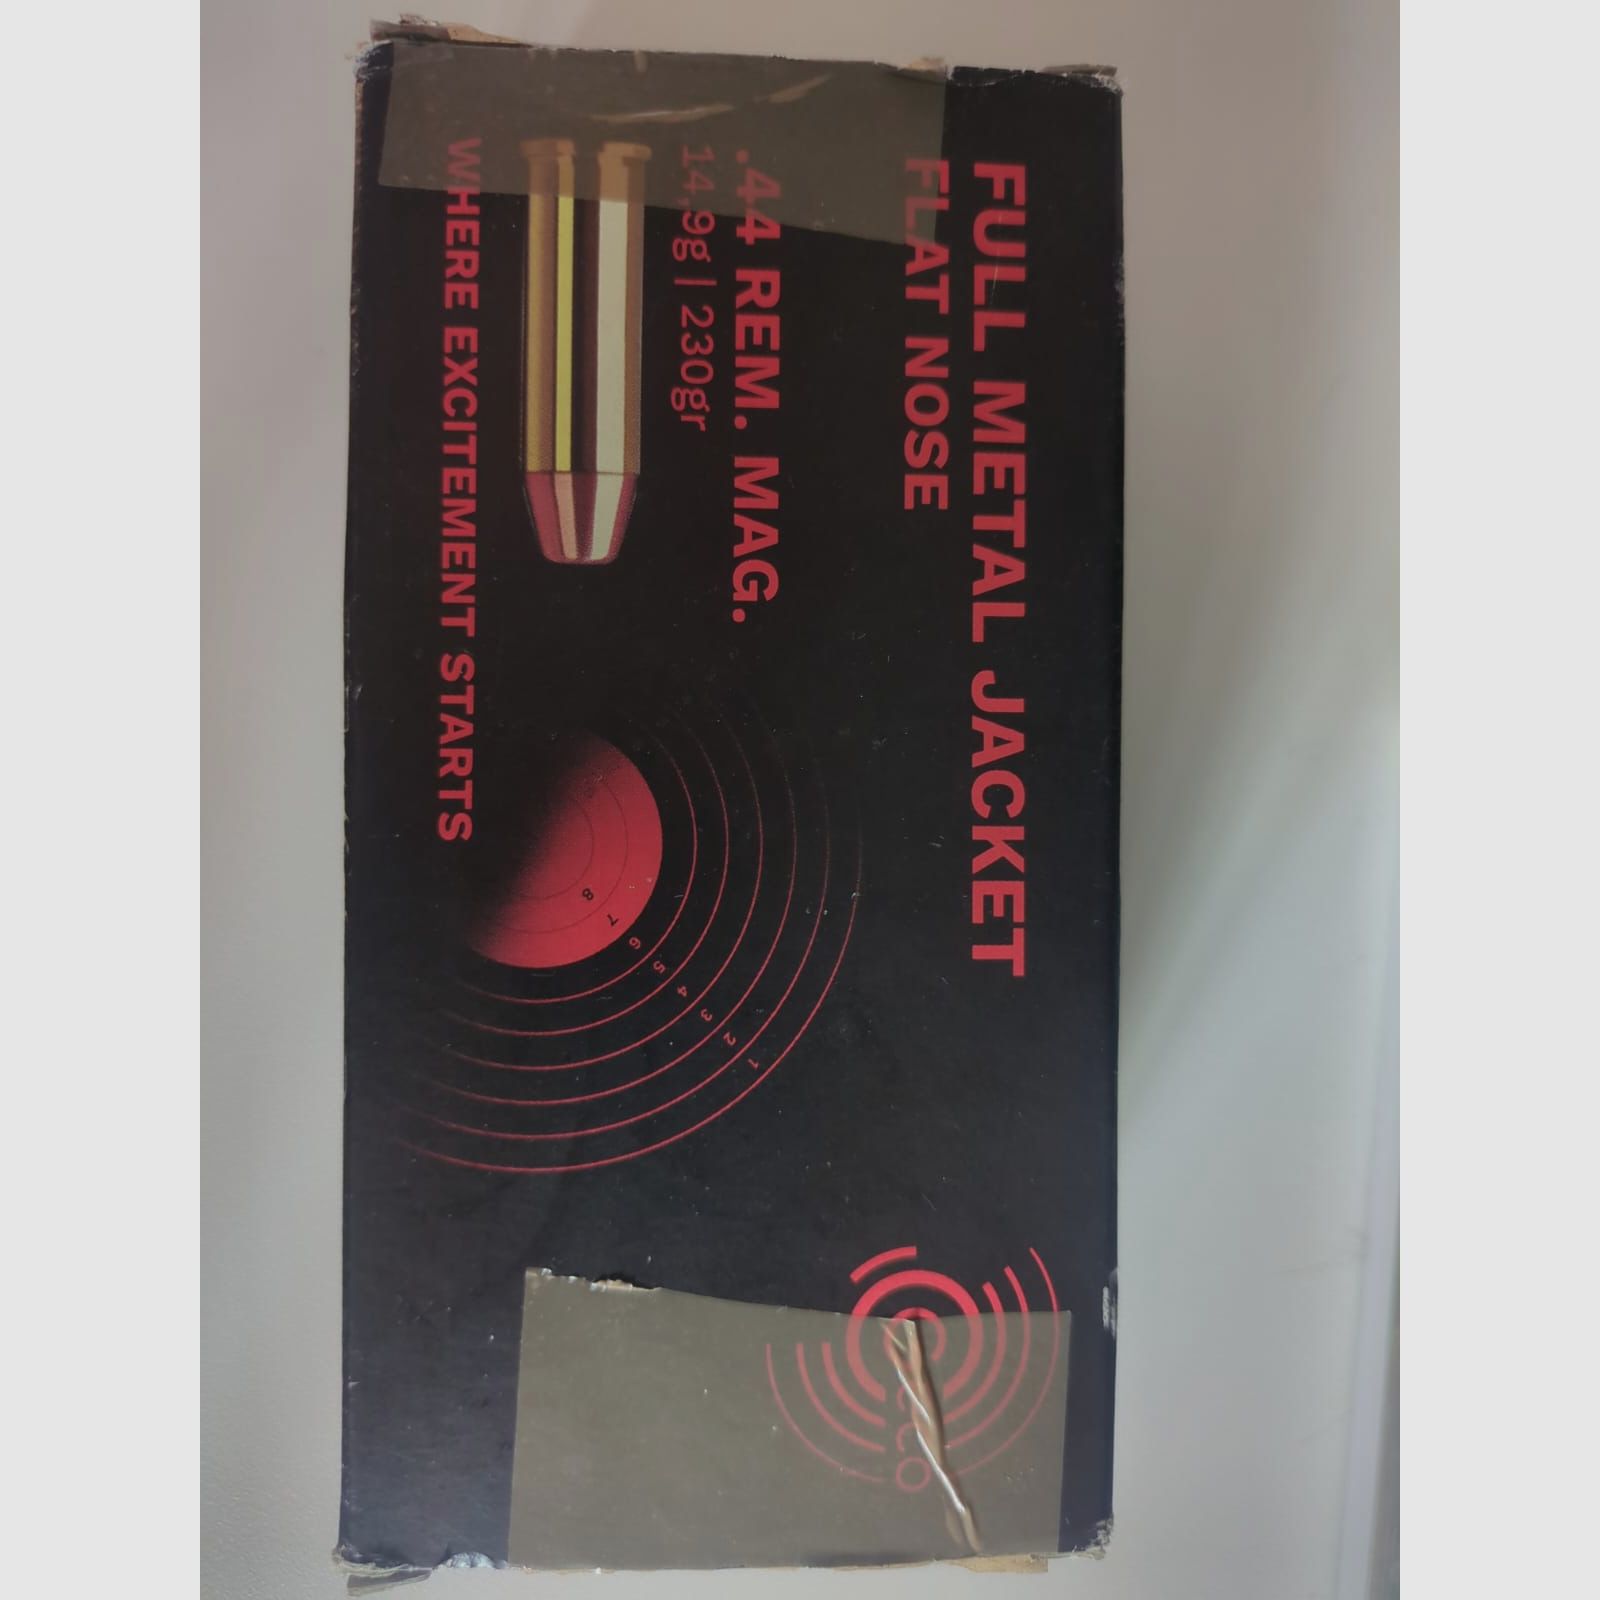 FULL METAL JACKET
FLAT NOSE
.44 REM. MAG.
14,9g | 230gr
WHERE EXCITEMENT STARTS
8
7
6
5
4
3
2
1